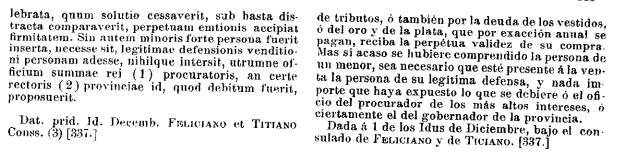 lebrata, quum solutio cessaverit, sub hasta dis-
tracta comparaverit, perpetuam emtionis accipiat
firmitatem. Sin autem minoris forte persona fuerit
inserta, necesse sit, legitimae defensionis venditio-
ni personam adesse, nihilque intersit, utrumne of-
ficium summae rei (1) procuratoris, an certe
rectoris (2) provinciae id, quod debitum fuerit,
proposuerit.
Dat. prid. Id. Decemb. FELICIANO et TITIANO
Conss. (3) [337.]
de tributos, ó también por la deuda de los vestidos,
ó del oro y de la plata, que por exacción anual se
pagan, reciba la perpétua validez de su compra.
Mas si acaso se hubiere comprendido la persona de
un menor, sea necesario que esté presente á la ven-
ta la persona de su legítima defensa, y nada im-
porte que haya expuesto lo que se debiere ó el ofi-
cio del procurador de los más altos intereses, ó
ciertamente el del gobernador de la provincia.
Dada á 1 de los Idus de Diciembre, bajo el con-
sulado de FELICIANO y de TICIANO. [337.]